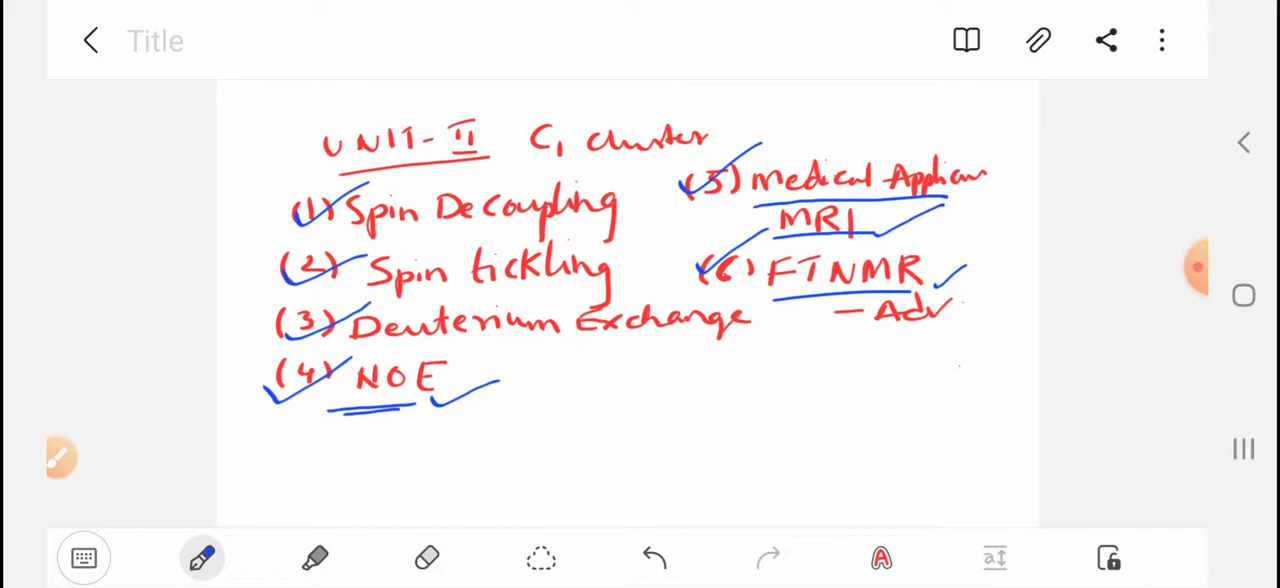 Title
UNIT-II C1 cluster
(1) Spin Decoupling
(2) Spin tickling
(3) Deuterium Exchange
(4) NOE
(5) Medical
MRI
(6) FTNMR
- Adv